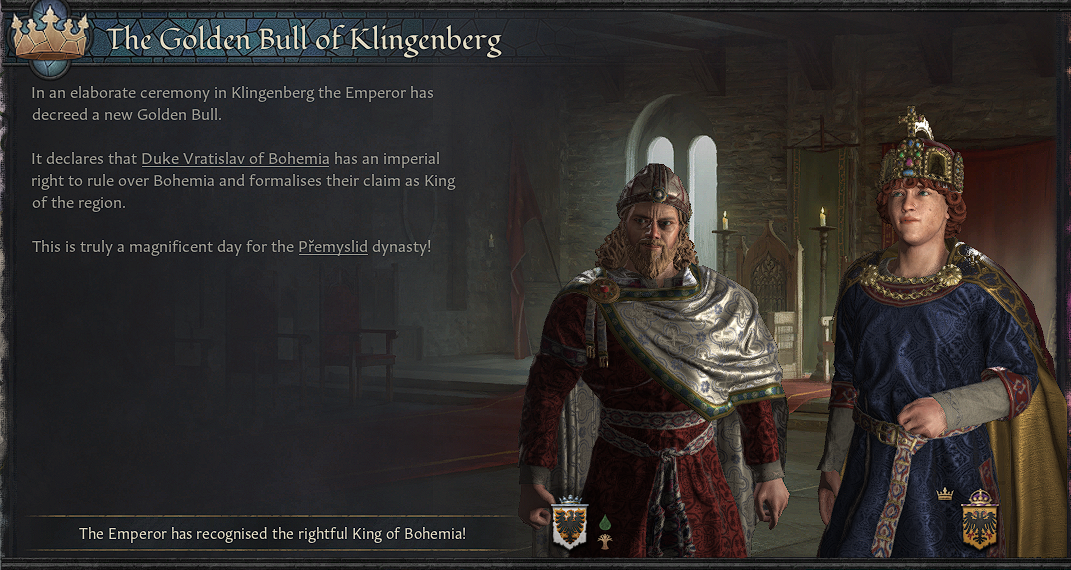 The Golden Bull of Klingenberg
In an elaborate ceremony in Klingenberg the Emperor has
decreed a new Golden Bull.
It declares that Duke Vratislav of Bohemia has an imperial
right to rule over Bohemia and formalises their claim as King
of the region.
This is truly a magnificent day for the Přemyslid dynasty!
The Emperor has recognised the rightful King of Bohemia!